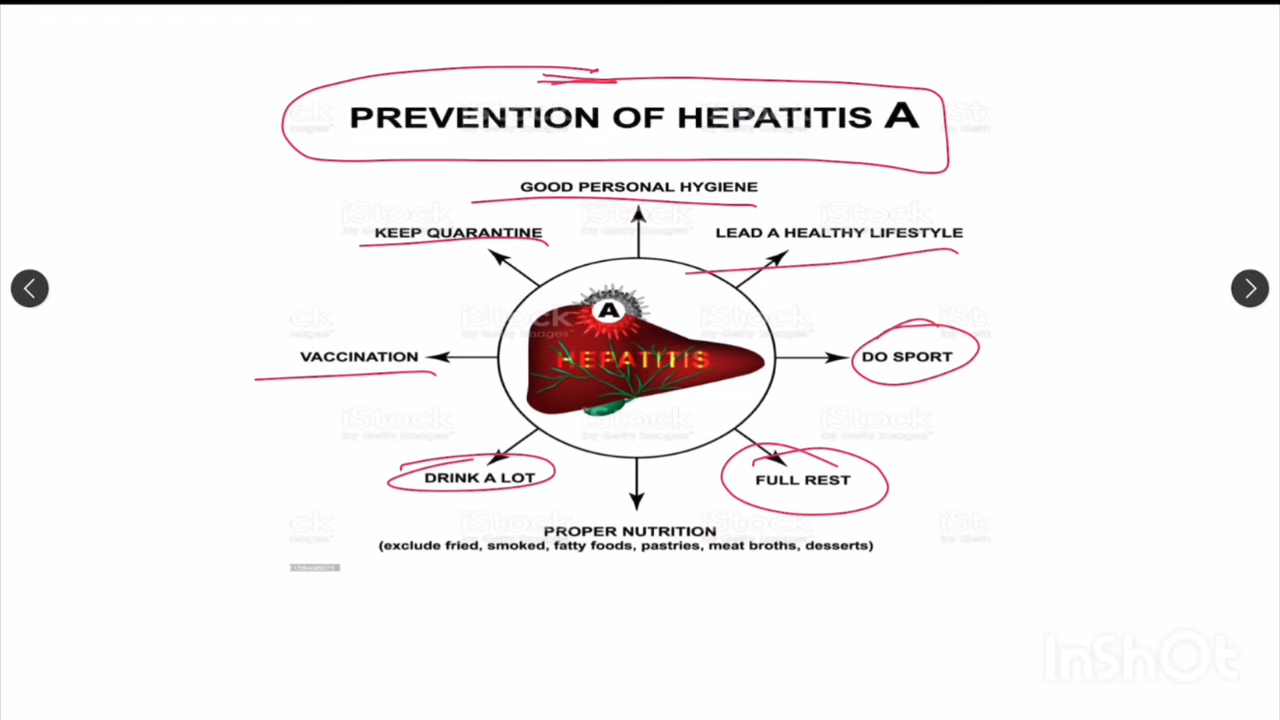 PREVENTION OF HEPATITIS A
GOOD PERSONAL HYGIENE
KEEP QUARANTINE
LEAD A HEALTHY LIFESTYLE
A
HEPATITIS
VACCINATION
DO SPORT
DRINK A LOT
FULL REST
PROPER NUTRITION
(exclude fried, smoked, fatty foods, pastries, meat broths, desserts)
iStock
by Getty Images™
InShOt